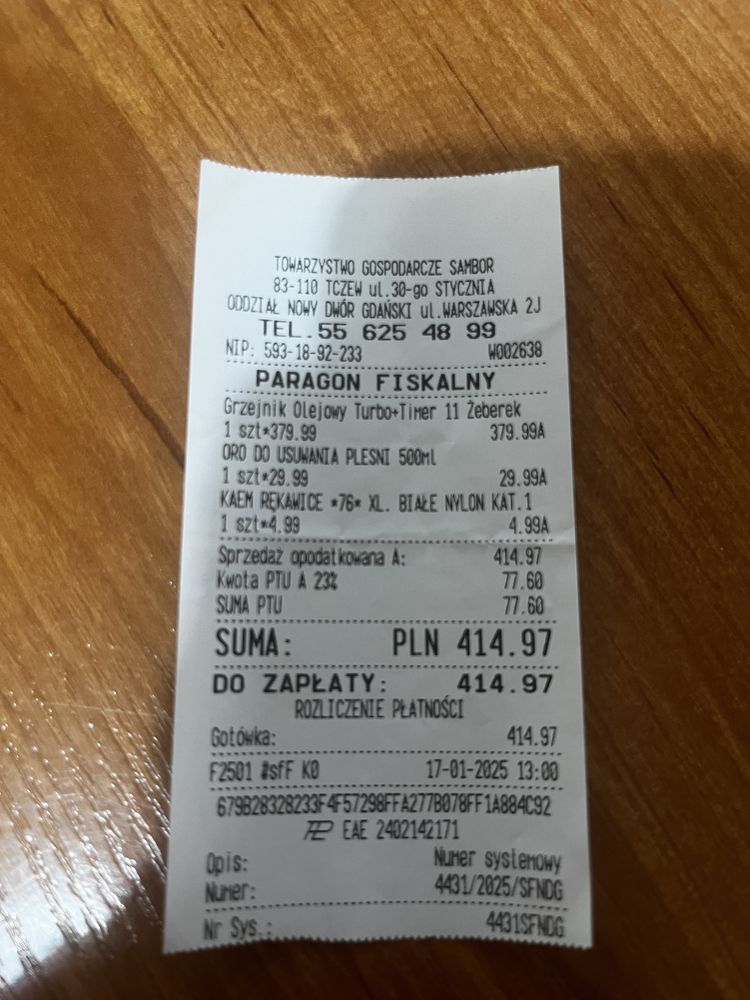 TOWARZYSTWO GOSPODARCZE SAMBOR
83-110 TCZEW ul.30-go STYCZNIA
ODDZIAŁ NOWY DWÓR GDAŃSKI ul.WARSZAWSKA 2J
TEL.55 625 48 99
NIP: 593-18-92-233 W002638
PARAGON FISKALNY
Grzejnik Olejowy Turbo+Timer 11 Żeberek
1 szt*379.99 379.99A
ORO DO USUWANIA PLESNI 500ml
1 szt*29.99 29.99A
KAEM RĘKAWICE *76* XL. BIAŁE NYLON KAT.1
1 szt*4.99 4.99A
Sprzedaż opodatkowana A: 414.97
Kwota PTU A 23% 77.60
SUMA PTU 77.60
SUMA: PLN 414.97
DO ZAPŁATY: 414.97
ROZLICZENIE PŁATNOŚCI
Gotówka: 414.97
F2501 #sfF K0 17-01-2025 13:00
679B28328233F4F57298FFA277B078FF1A884C92
EAE 2402142171
Opis: Numer systemowy
Numer: 4431/2025/SFNDG
Nr Sys.: 4431SFNDG